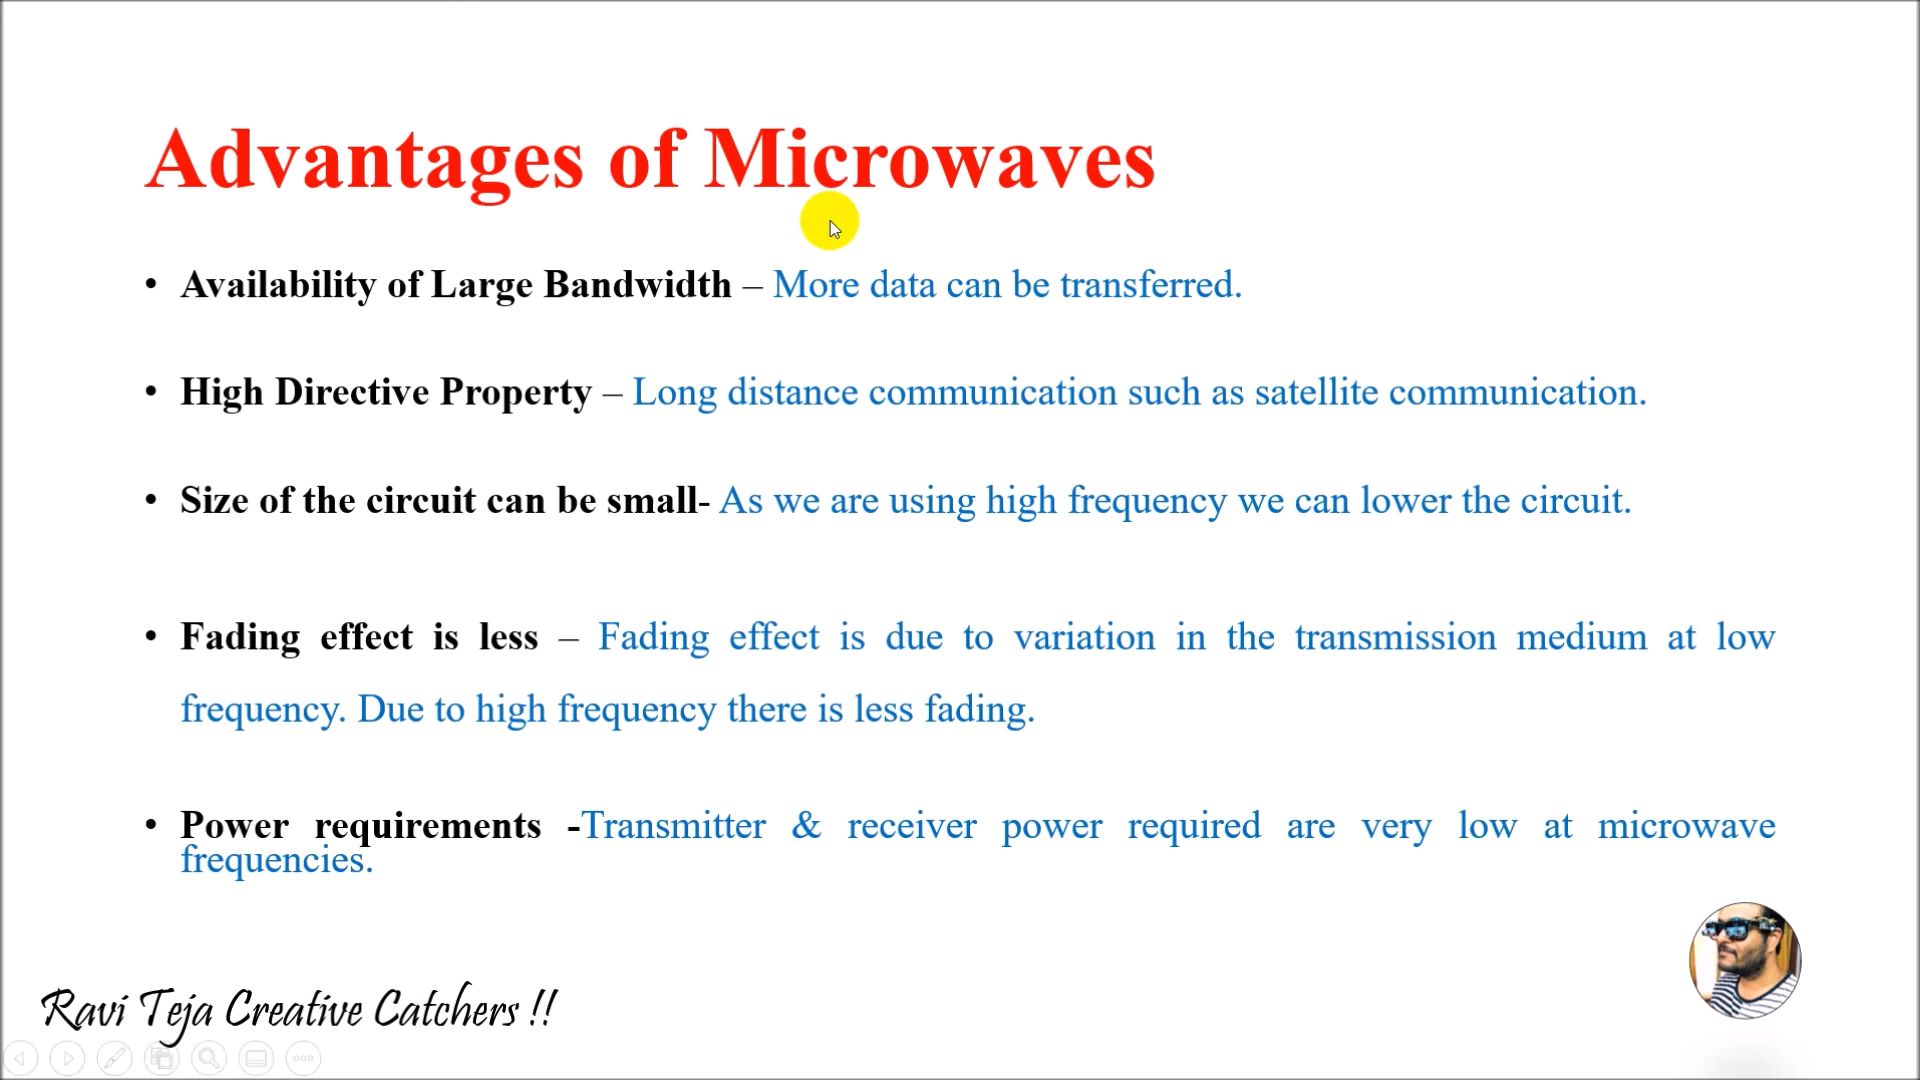 Advantages of Microwaves
• Availability of Large Bandwidth – More data can be transferred.
• High Directive Property – Long distance communication such as satellite communication.
• Size of the circuit can be small- As we are using high frequency we can lower the circuit.
• Fading effect is less – Fading effect is due to variation in the transmission medium at low
frequency. Due to high frequency there is less fading.
• Power requirements -Transmitter & receiver power required are very low at microwave
frequencies.
Ravi Teja Creative Catchers !!